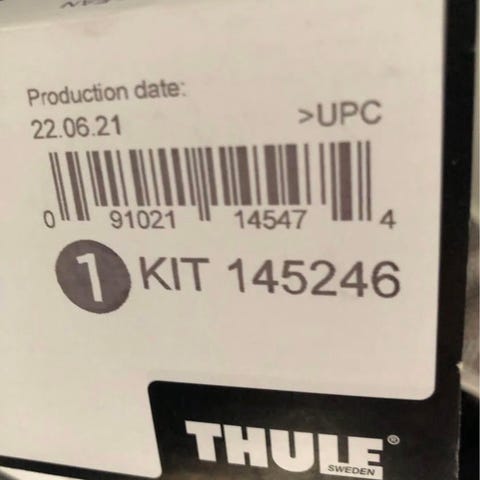 Production date:
22.06.21
>UPC
0 91021 14547 4
1 KIT 145246
THULE®
SWEDEN